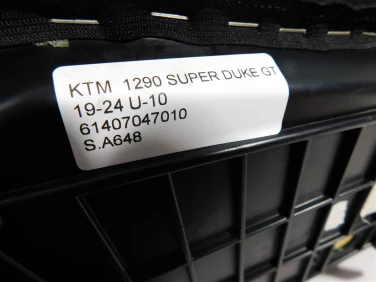 KTM 1290 SUPER DUKE GT
19-24 U-10
61407047010
S.A648